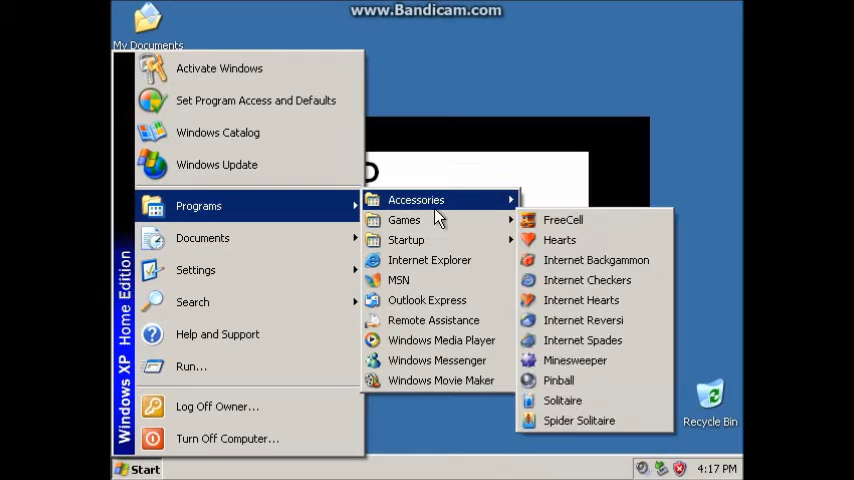 www.Bandicam.com
My Documents
Activate Windows
Set Program Access and Defaults
Windows Catalog
Windows Update
Programs
Documents
Settings
Search
Help and Support
Run...
Log Off Owner...
Turn Off Computer...
Windows XP Home Edition
Accessories
Games
Startup
Internet Explorer
MSN
Outlook Express
Remote Assistance
Windows Media Player
Windows Messenger
Windows Movie Maker
FreeCell
Hearts
Internet Backgammon
Internet Checkers
Internet Hearts
Internet Reversi
Internet Spades
Minesweeper
Pinball
Solitaire
Spider Solitaire
Recycle Bin
Start
4:17 PM